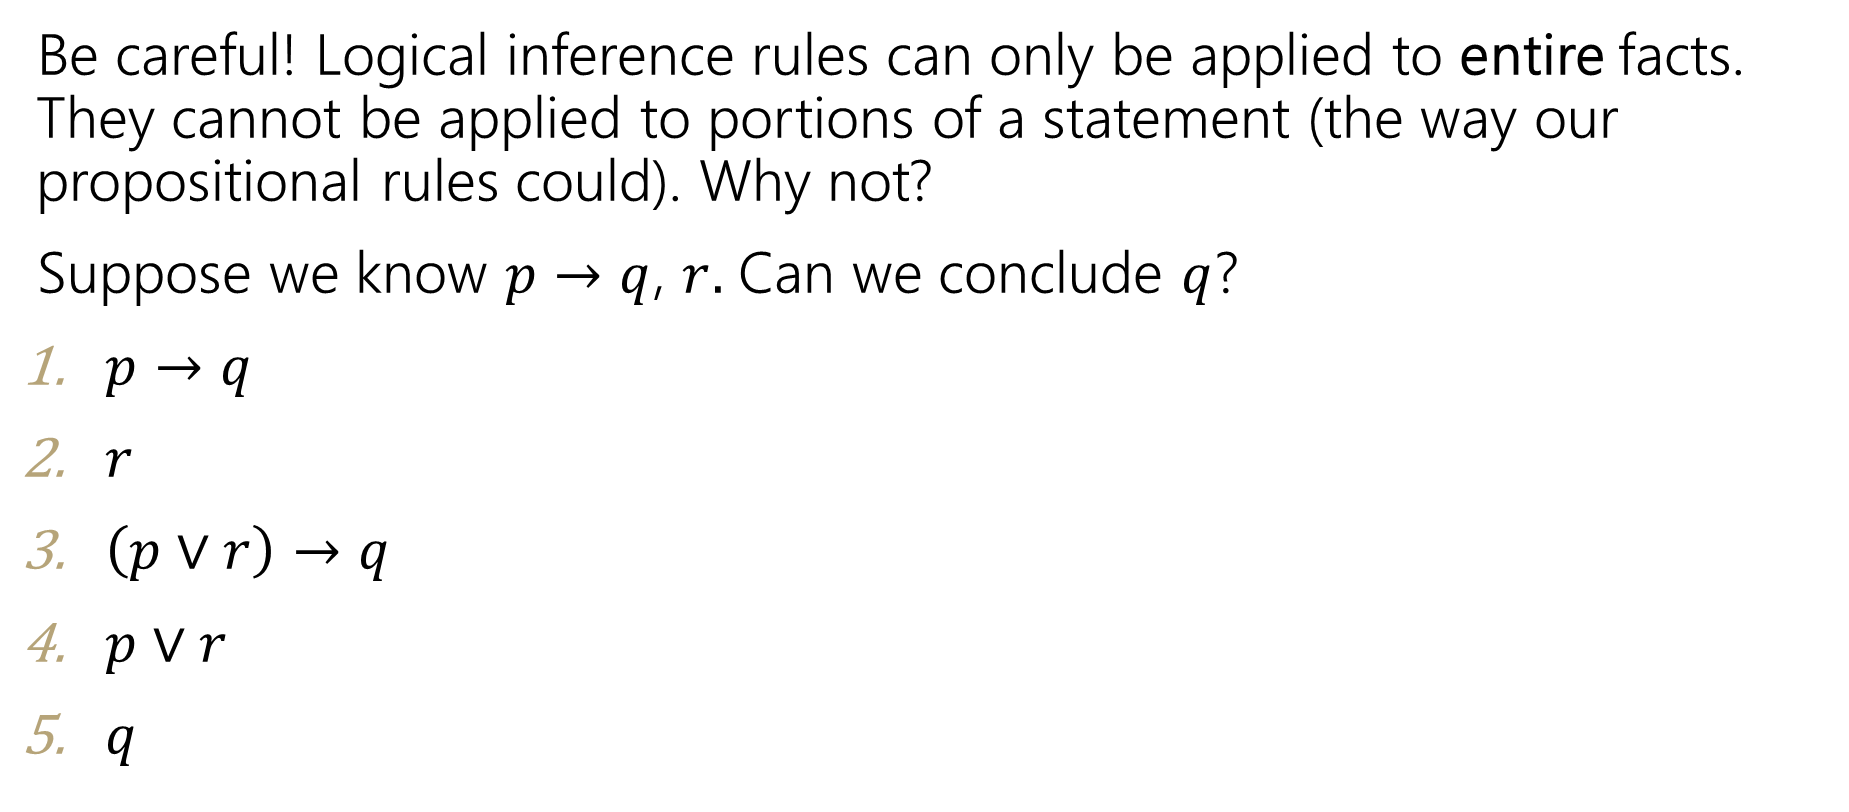 Be careful! Logical inference rules can only be applied to entire facts.
They cannot be applied to portions of a statement (the way our
propositional rules could). Why not?
Suppose we know 𝑝 → 𝑞, 𝑟. Can we conclude 𝑞?
1. 𝑝 → 𝑞
2. 𝑟
3. (𝑝 ∨ 𝑟) → 𝑞
4. 𝑝 ∨ 𝑟
5. 𝑞